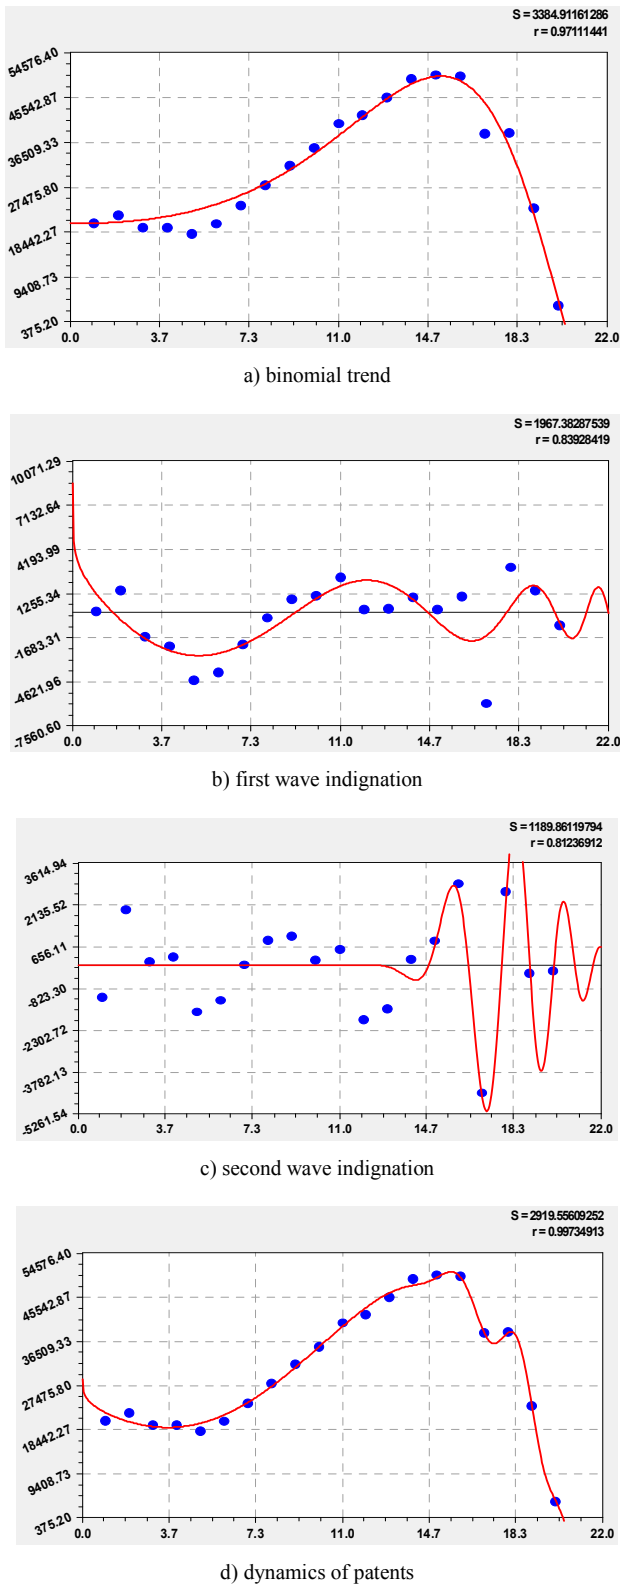 S = 3384.91161286
r = 0.97111441
54576.40
45542.87
36509.33
27475.80
18442.27
9408.73
375.20
0.0 3.7 7.3 11.0 14.7 18.3 22.0
a) binomial trend
S = 1967.38287539
r = 0.83928419
10071.29
7132.64
4193.99
1255.34
-1683.31
-4621.96
-7560.60
0.0 3.7 7.3 11.0 14.7 18.3 22.0
b) first wave indignation
S = 1189.86119794
r = 0.81236912
3614.94
2135.52
656.11
-823.30
-2302.72
-3782.13
-5261.54
0.0 3.7 7.3 11.0 14.7 18.3 22.0
c) second wave indignation
S = 2919.55609252
r = 0.99734913
54576.40
45542.87
36509.33
27475.80
18442.27
9408.73
375.20
0.0 3.7 7.3 11.0 14.7 18.3 22.0
d) dynamics of patents